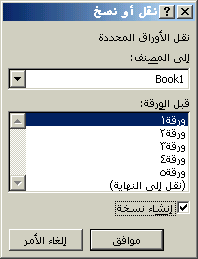 نقل أو نسخ
نقل الأوراق المحددة
إلى المصنف:
Book1
قبل الورقة:
ورقة١
ورقة٢
ورقة٣
ورقة٤
ورقة٥
(نقل إلى النهاية)
إنشاء نسخة
موافق
إلغاء الأمر